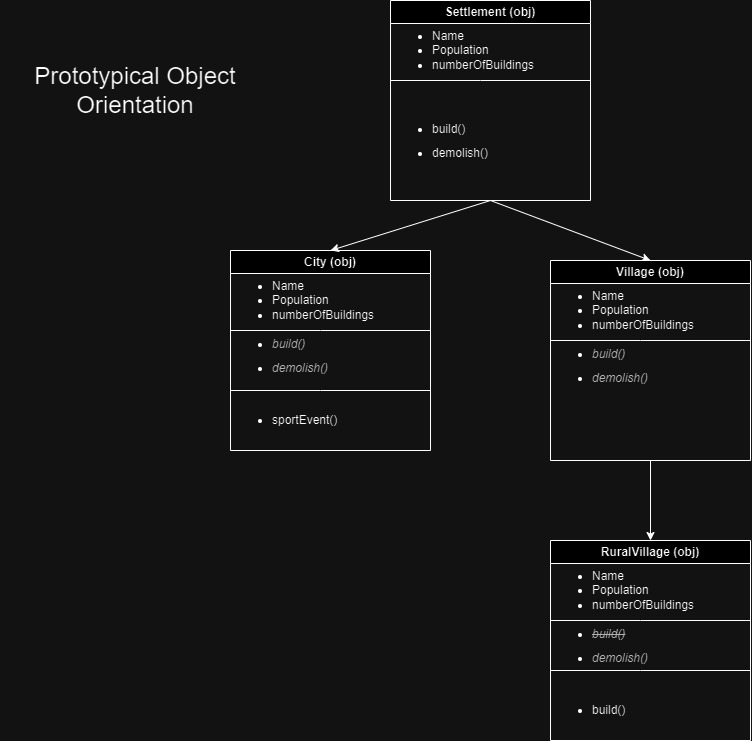 Prototypical Object
Orientation
Settlement (obj)
Name
Population
numberOfBuildings
build()
demolish()
City (obj)
Name
Population
numberOfBuildings
build()
demolish()
sportEvent()
Village (obj)
Name
Population
numberOfBuildings
build()
demolish()
RuralVillage (obj)
Name
Population
numberOfBuildings
build()
demolish()
build()